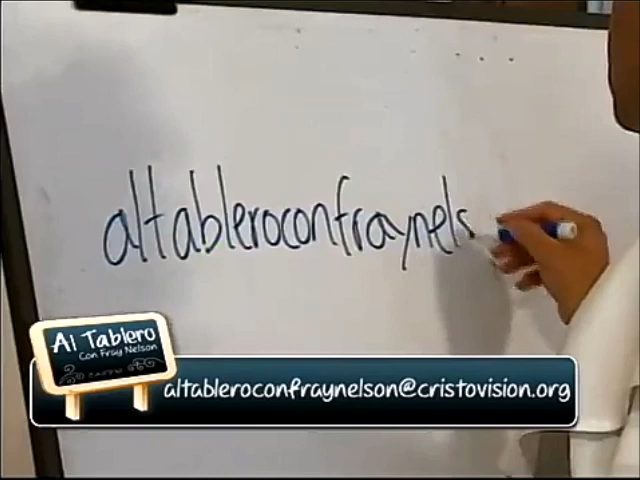 altableroconfraynels
Al Tablero
Con Fray Nelson
altableroconfraynelson@cristovision.org